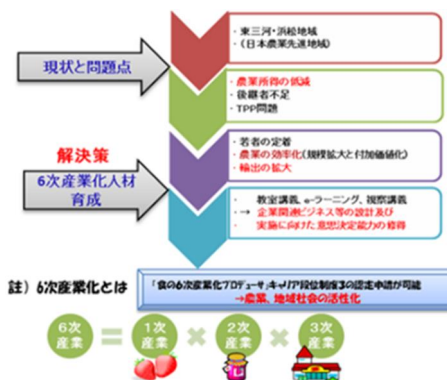 現状と問題点
・東三河・浜松地域
・(日本農業先進地域)
・農業所得の低減
・後継者不足
・TPP問題
解決策
6次産業化人材
育成
・若者の定着
・農業の効率化(規模拡大と付加価値化)
・輸出の拡大
・教室講義、e-ラーニング、視察講義
・→ 企業関連ビジネス等の設計及び
実施に向けた意思決定能力の修得
註）6次産業化とは
「食の6次産業化プロデューサ」キャリア段位制度3の認定申請が可能
→農業、地域社会の活性化
6次
産業
=
1次
産業
×
2次
産業
×
3次
産業